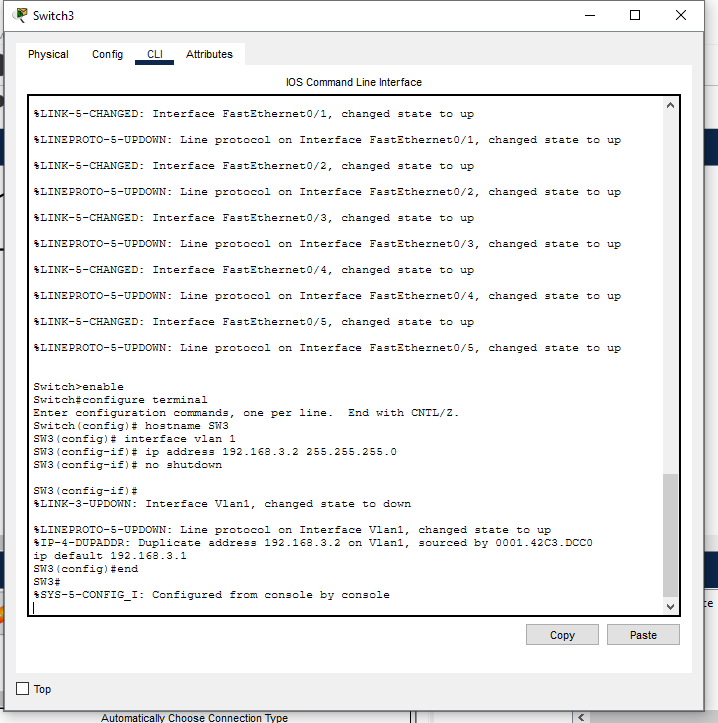 Switch3
Physical Config CLI Attributes
IOS Command Line Interface
%LINK-5-CHANGED: Interface FastEthernet0/1, changed state to up
%LINEPROTO-5-UPDOWN: Line protocol on Interface FastEthernet0/1, changed state to up
%LINK-5-CHANGED: Interface FastEthernet0/2, changed state to up
%LINEPROTO-5-UPDOWN: Line protocol on Interface FastEthernet0/2, changed state to up
%LINK-5-CHANGED: Interface FastEthernet0/3, changed state to up
%LINEPROTO-5-UPDOWN: Line protocol on Interface FastEthernet0/3, changed state to up
%LINK-5-CHANGED: Interface FastEthernet0/4, changed state to up
%LINEPROTO-5-UPDOWN: Line protocol on Interface FastEthernet0/4, changed state to up
%LINK-5-CHANGED: Interface FastEthernet0/5, changed state to up
%LINEPROTO-5-UPDOWN: Line protocol on Interface FastEthernet0/5, changed state to up
Switch>enable
Switch#configure terminal
Enter configuration commands, one per line.  End with CNTL/Z.
Switch(config)# hostname SW3
SW3(config)# interface vlan 1
SW3(config-if)# ip address 192.168.3.2 255.255.255.0
SW3(config-if)# no shutdown
SW3(config-if)#
%LINK-3-UPDOWN: Interface Vlan1, changed state to down
%LINEPROTO-5-UPDOWN: Line protocol on Interface Vlan1, changed state to up
%IP-4-DUPADDR: Duplicate address 192.168.3.2 on Vlan1, sourced by 0001.42C3.DCC0
ip default 192.168.3.1
SW3(config)#end
SW3#
%SYS-5-CONFIG_I: Configured from console by console
Copy Paste
Top
Automatically Choose Connection Type